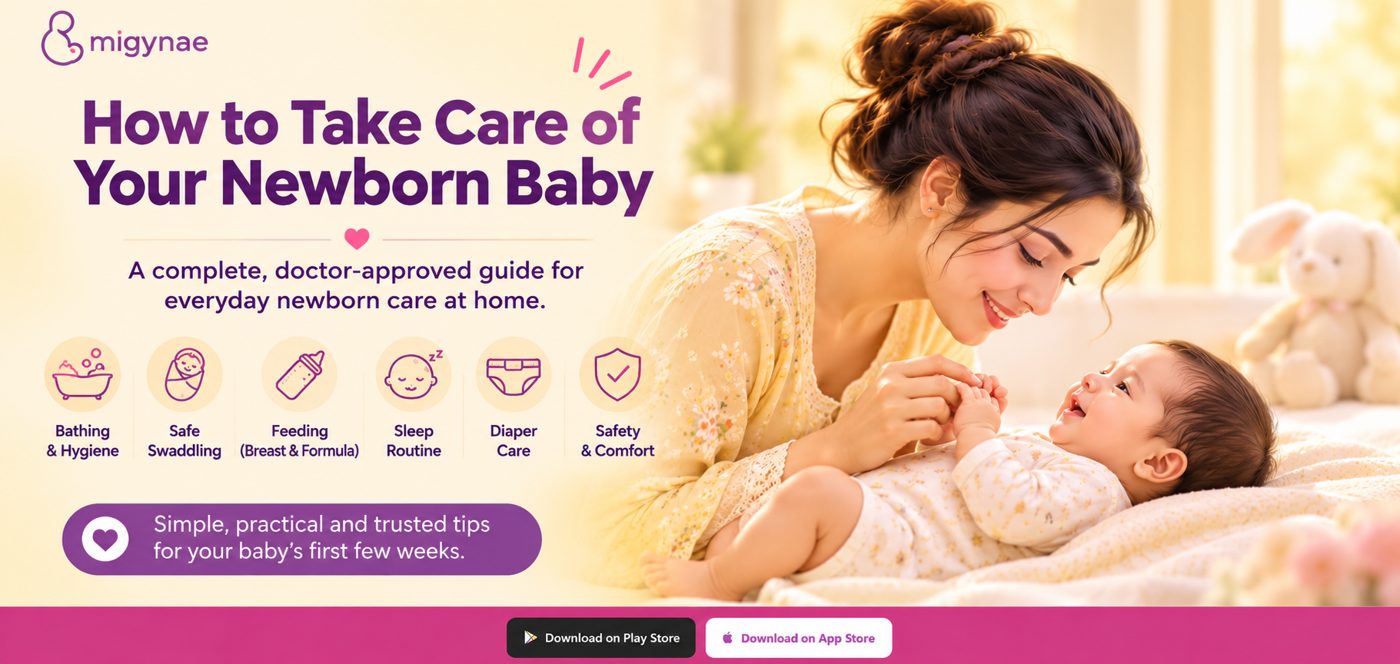 migynae
How to Take Care of
Your Newborn Baby
A complete, doctor-approved guide for
everyday newborn care at home.
Bathing
& Hygiene
Safe
Swaddling
Feeding
(Breast & Formula)
zz
Sleep
Routine
Diaper
Care
Safety
& Comfort
Simple, practical and trusted tips
for your baby's first few weeks.
Download on Play Store
Download on App Store